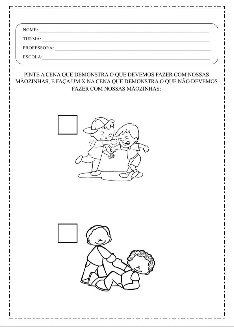 NOME:
TURMA:
PROFESSORA:
ESCOLA:
PINTE A CENA QUE DEMONSTRA O QUE DEVEMOS FAZER COM NOSSAS
MÃOZINHAS, E FAÇA UM X NA CENA QUE DEMONSTRA O QUE NÃO DEVEMOS
FAZER COM NOSSAS MÃOZINHAS: